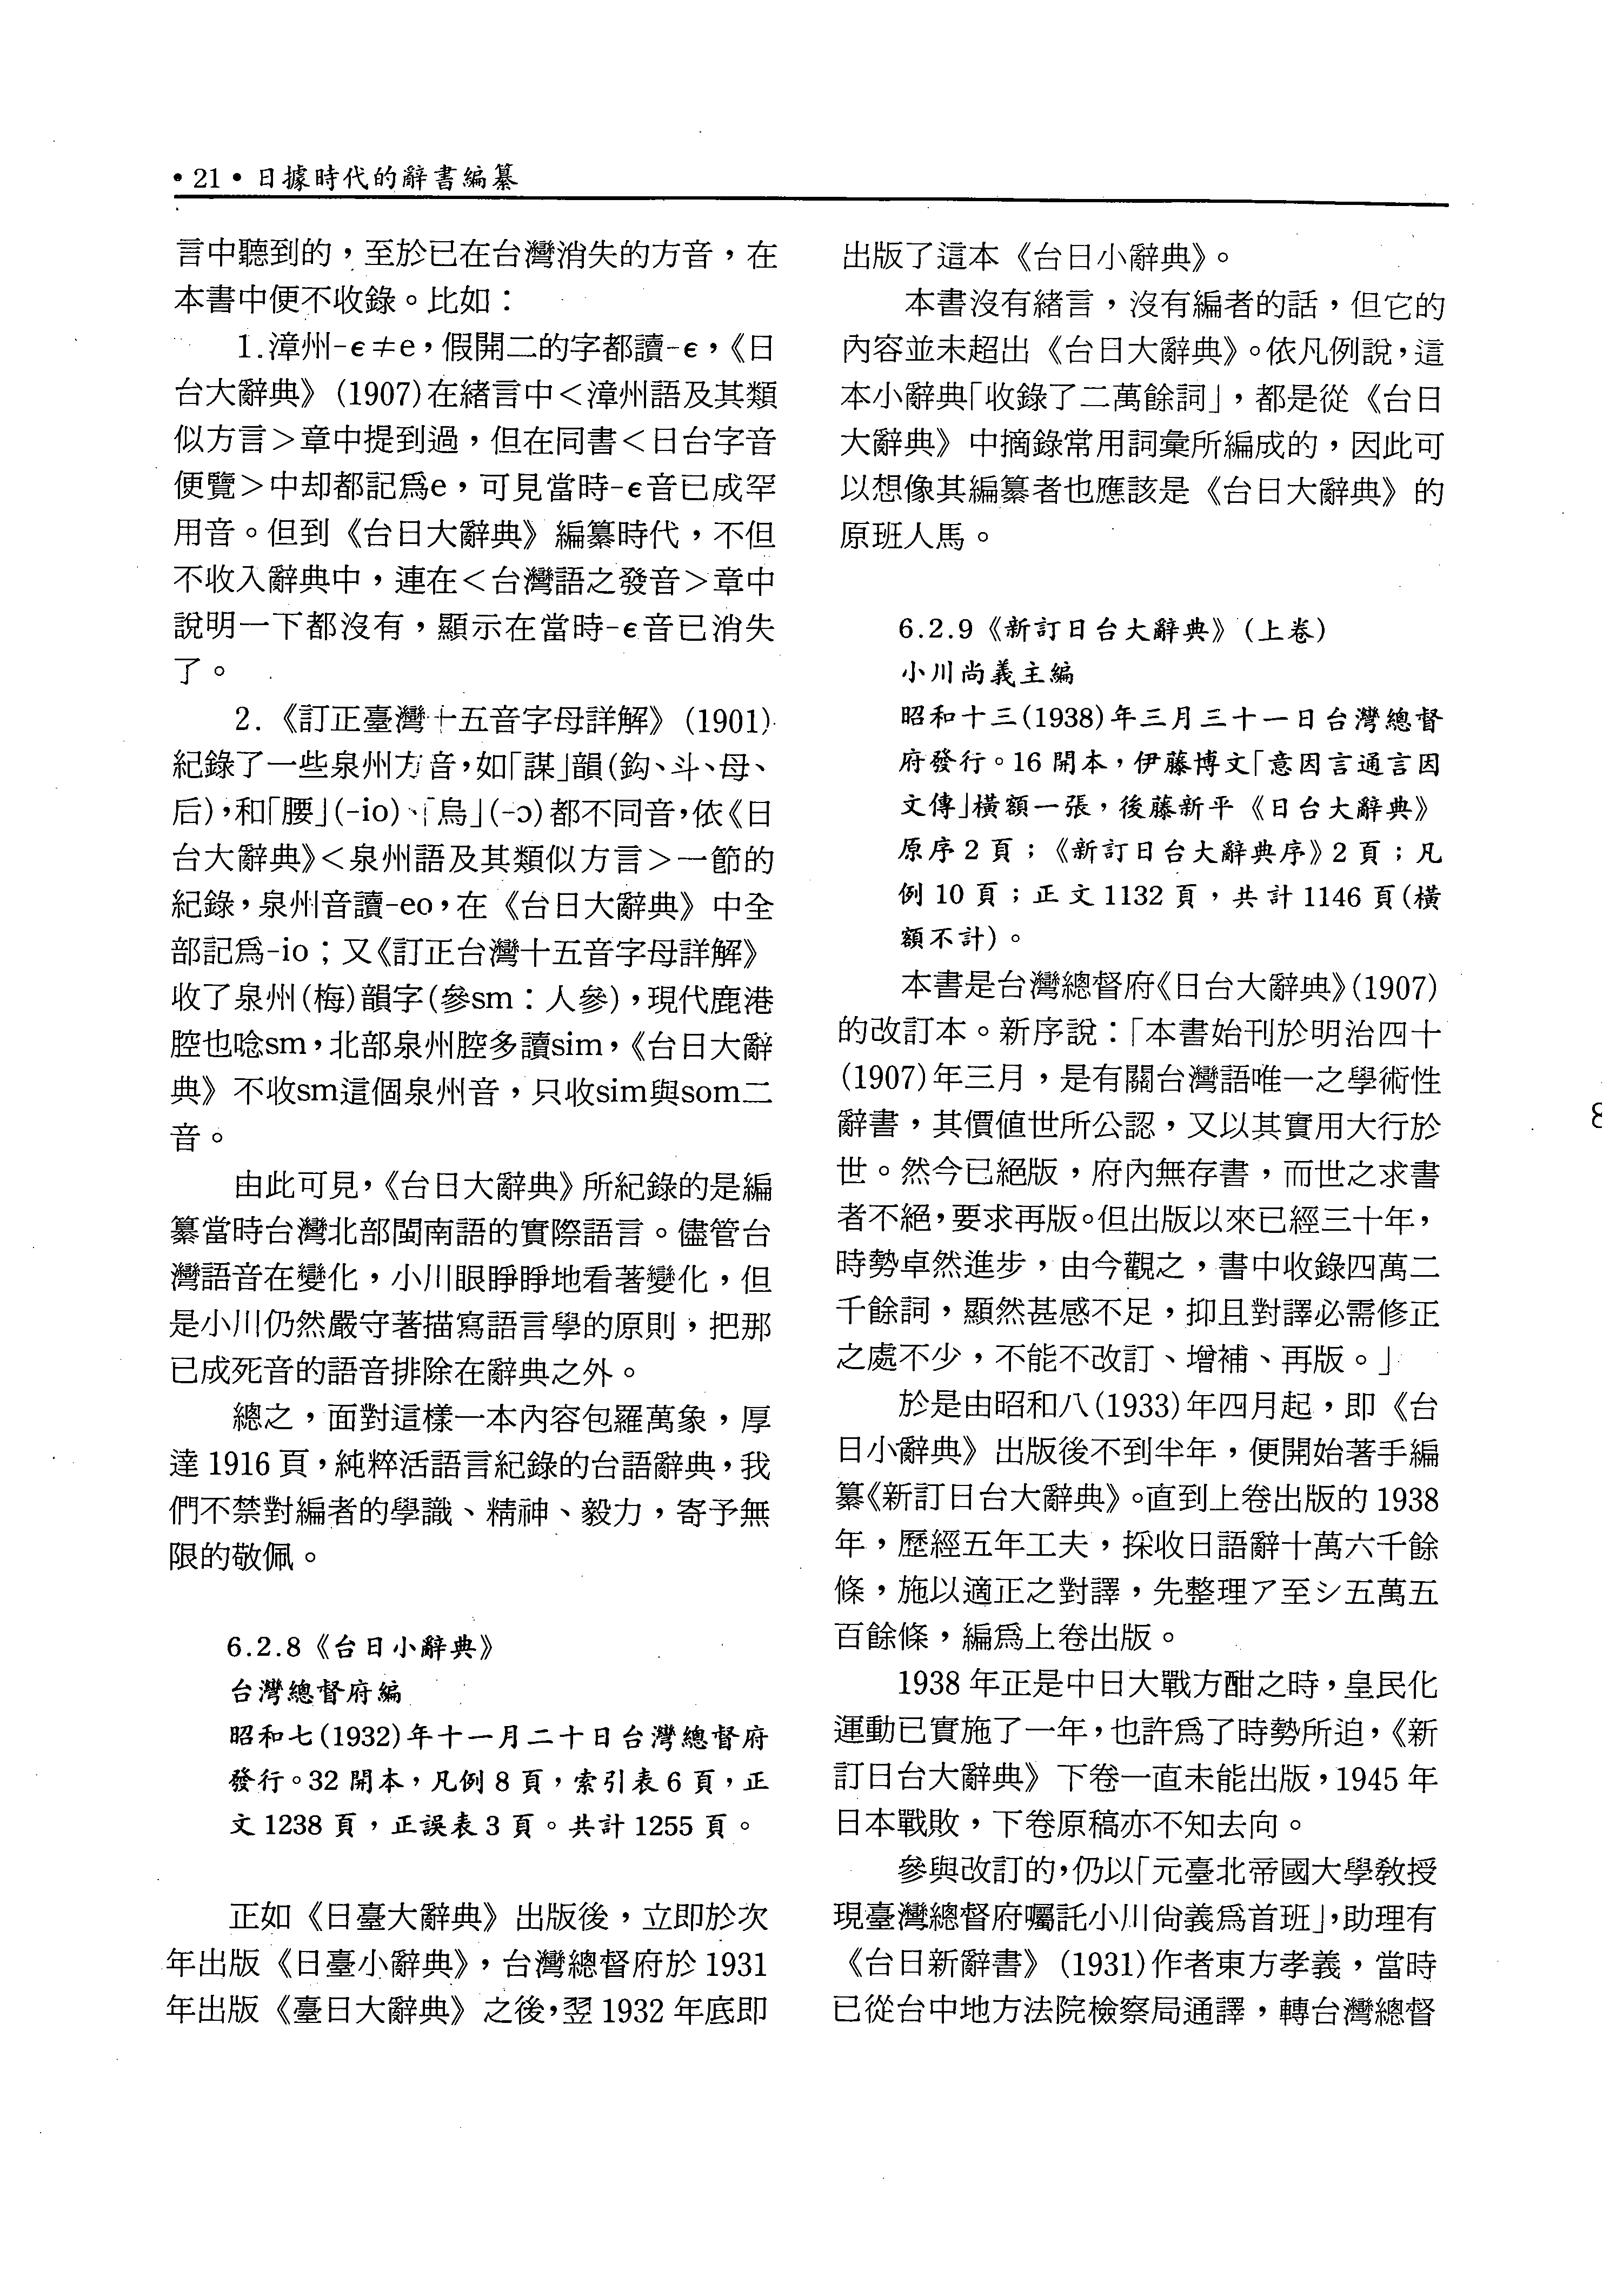 • 21 • 日據時代的辭書編纂
言中聽到的，至於已在台灣消失的方音，在
本書中便不收錄。比如：
1.漳州-ɛ≠e，假開二的字都讀-ɛ，《日
台大辭典》(1907)在緒言中＜漳州語及其類
似方言＞章中提到過，但在同書＜日台字音
便覽＞中却都記爲e，可見當時-ɛ音已成罕
用音。但到《台日大辭典》編纂時代，不但
不收入辭典中，連在＜台灣語之發音＞章中
說明一下都沒有，顯示在當時-ɛ音已消失
了。
2.《訂正臺灣十五音字母詳解》(1901)
紀錄了一些泉州方音，如「謀」韻(鈎、斗、母、
后)，和「腰」(-io)、「烏」(-ɔ)都不同音，依《日
台大辭典》＜泉州語及其類似方言＞一節的
紀錄，泉州音讀-eo，在《台日大辭典》中全
部記爲-io；又《訂正台灣十五音字母詳解》
收了泉州(梅)韻字(參sm：人參)，現代鹿港
腔也唸sm，北部泉州腔多讀sim，《台日大辭
典》不收sm這個泉州音，只收sim與som二
音。
由此可見，《台日大辭典》所紀錄的是編
纂當時台灣北部閩南語的實際語言。儘管台
灣語音在變化，小川眼睜睜地看著變化，但
是小川仍然嚴守著描寫語言學的原則，把那
已成死音的語音排除在辭典之外。
總之，面對這樣一本內容包羅萬象，厚
達 1916 頁，純粹活語言紀錄的台語辭典，我
們不禁對編者的學識、精神、毅力，寄予無
限的敬佩。
6.2.8《台日小辭典》
台灣總督府編
昭和七(1932)年十一月二十日台灣總督府
發行。32 開本，凡例 8 頁，索引表 6 頁，正
文 1238 頁，正誤表 3 頁。共計 1255 頁。
正如《日臺大辭典》出版後，立即於次
年出版《日臺小辭典》，台灣總督府於 1931
年出版《臺日大辭典》之後，翌 1932 年底即
出版了這本《台日小辭典》。
本書沒有緒言，沒有編者的話，但它的
內容並未超出《台日大辭典》。依凡例說，這
本小辭典「收錄了二萬餘詞」，都是從《台日
大辭典》中摘錄常用詞彙所編成的，因此可
以想像其編纂者也應該是《台日大辭典》的
原班人馬。
6.2.9《新訂日台大辭典》(上卷)
小川尚義主編
昭和十三(1938)年三月三十一日台灣總督
府發行。16 開本，伊藤博文「意因言通言因
文傳」橫額一張，後藤新平《日台大辭典》
原序 2 頁；《新訂日台大辭典序》2 頁；凡
例 10 頁；正文 1132 頁，共計 1146 頁(橫
額不計)。
本書是台灣總督府《日台大辭典》(1907)
的改訂本。新序說：「本書始刊於明治四十
(1907)年三月，是有關台灣語唯一之學術性
辭書，其價値世所公認，又以其實用大行於
世。然今已絕版，府內無存書，而世之求書
者不絕，要求再版。但出版以來已經三十年，
時勢卓然進步，由今觀之，書中收錄四萬二
千餘詞，顯然甚感不足，抑且對譯必需修正
之處不少，不能不改訂、增補、再版。」
於是由昭和八(1933)年四月起，即《台
日小辭典》出版後不到半年，便開始著手編
纂《新訂日台大辭典》。直到上卷出版的 1938
年，歷經五年工夫，採收日語辭十萬六千餘
條，施以適正之對譯，先整理ア至シ五萬五
百餘條，編爲上卷出版。
1938 年正是中日大戰方酣之時，皇民化
運動已實施了一年，也許爲了時勢所迫，《新
訂日台大辭典》下卷一直未能出版，1945 年
日本戰敗，下卷原稿亦不知去向。
參與改訂的，仍以「元臺北帝國大學敎授
現臺灣總督府囑託小川尙義爲首班」，助理有
《台日新辭書》(1931)作者東方孝義，當時
已從台中地方法院檢察局通譯，轉台灣總督